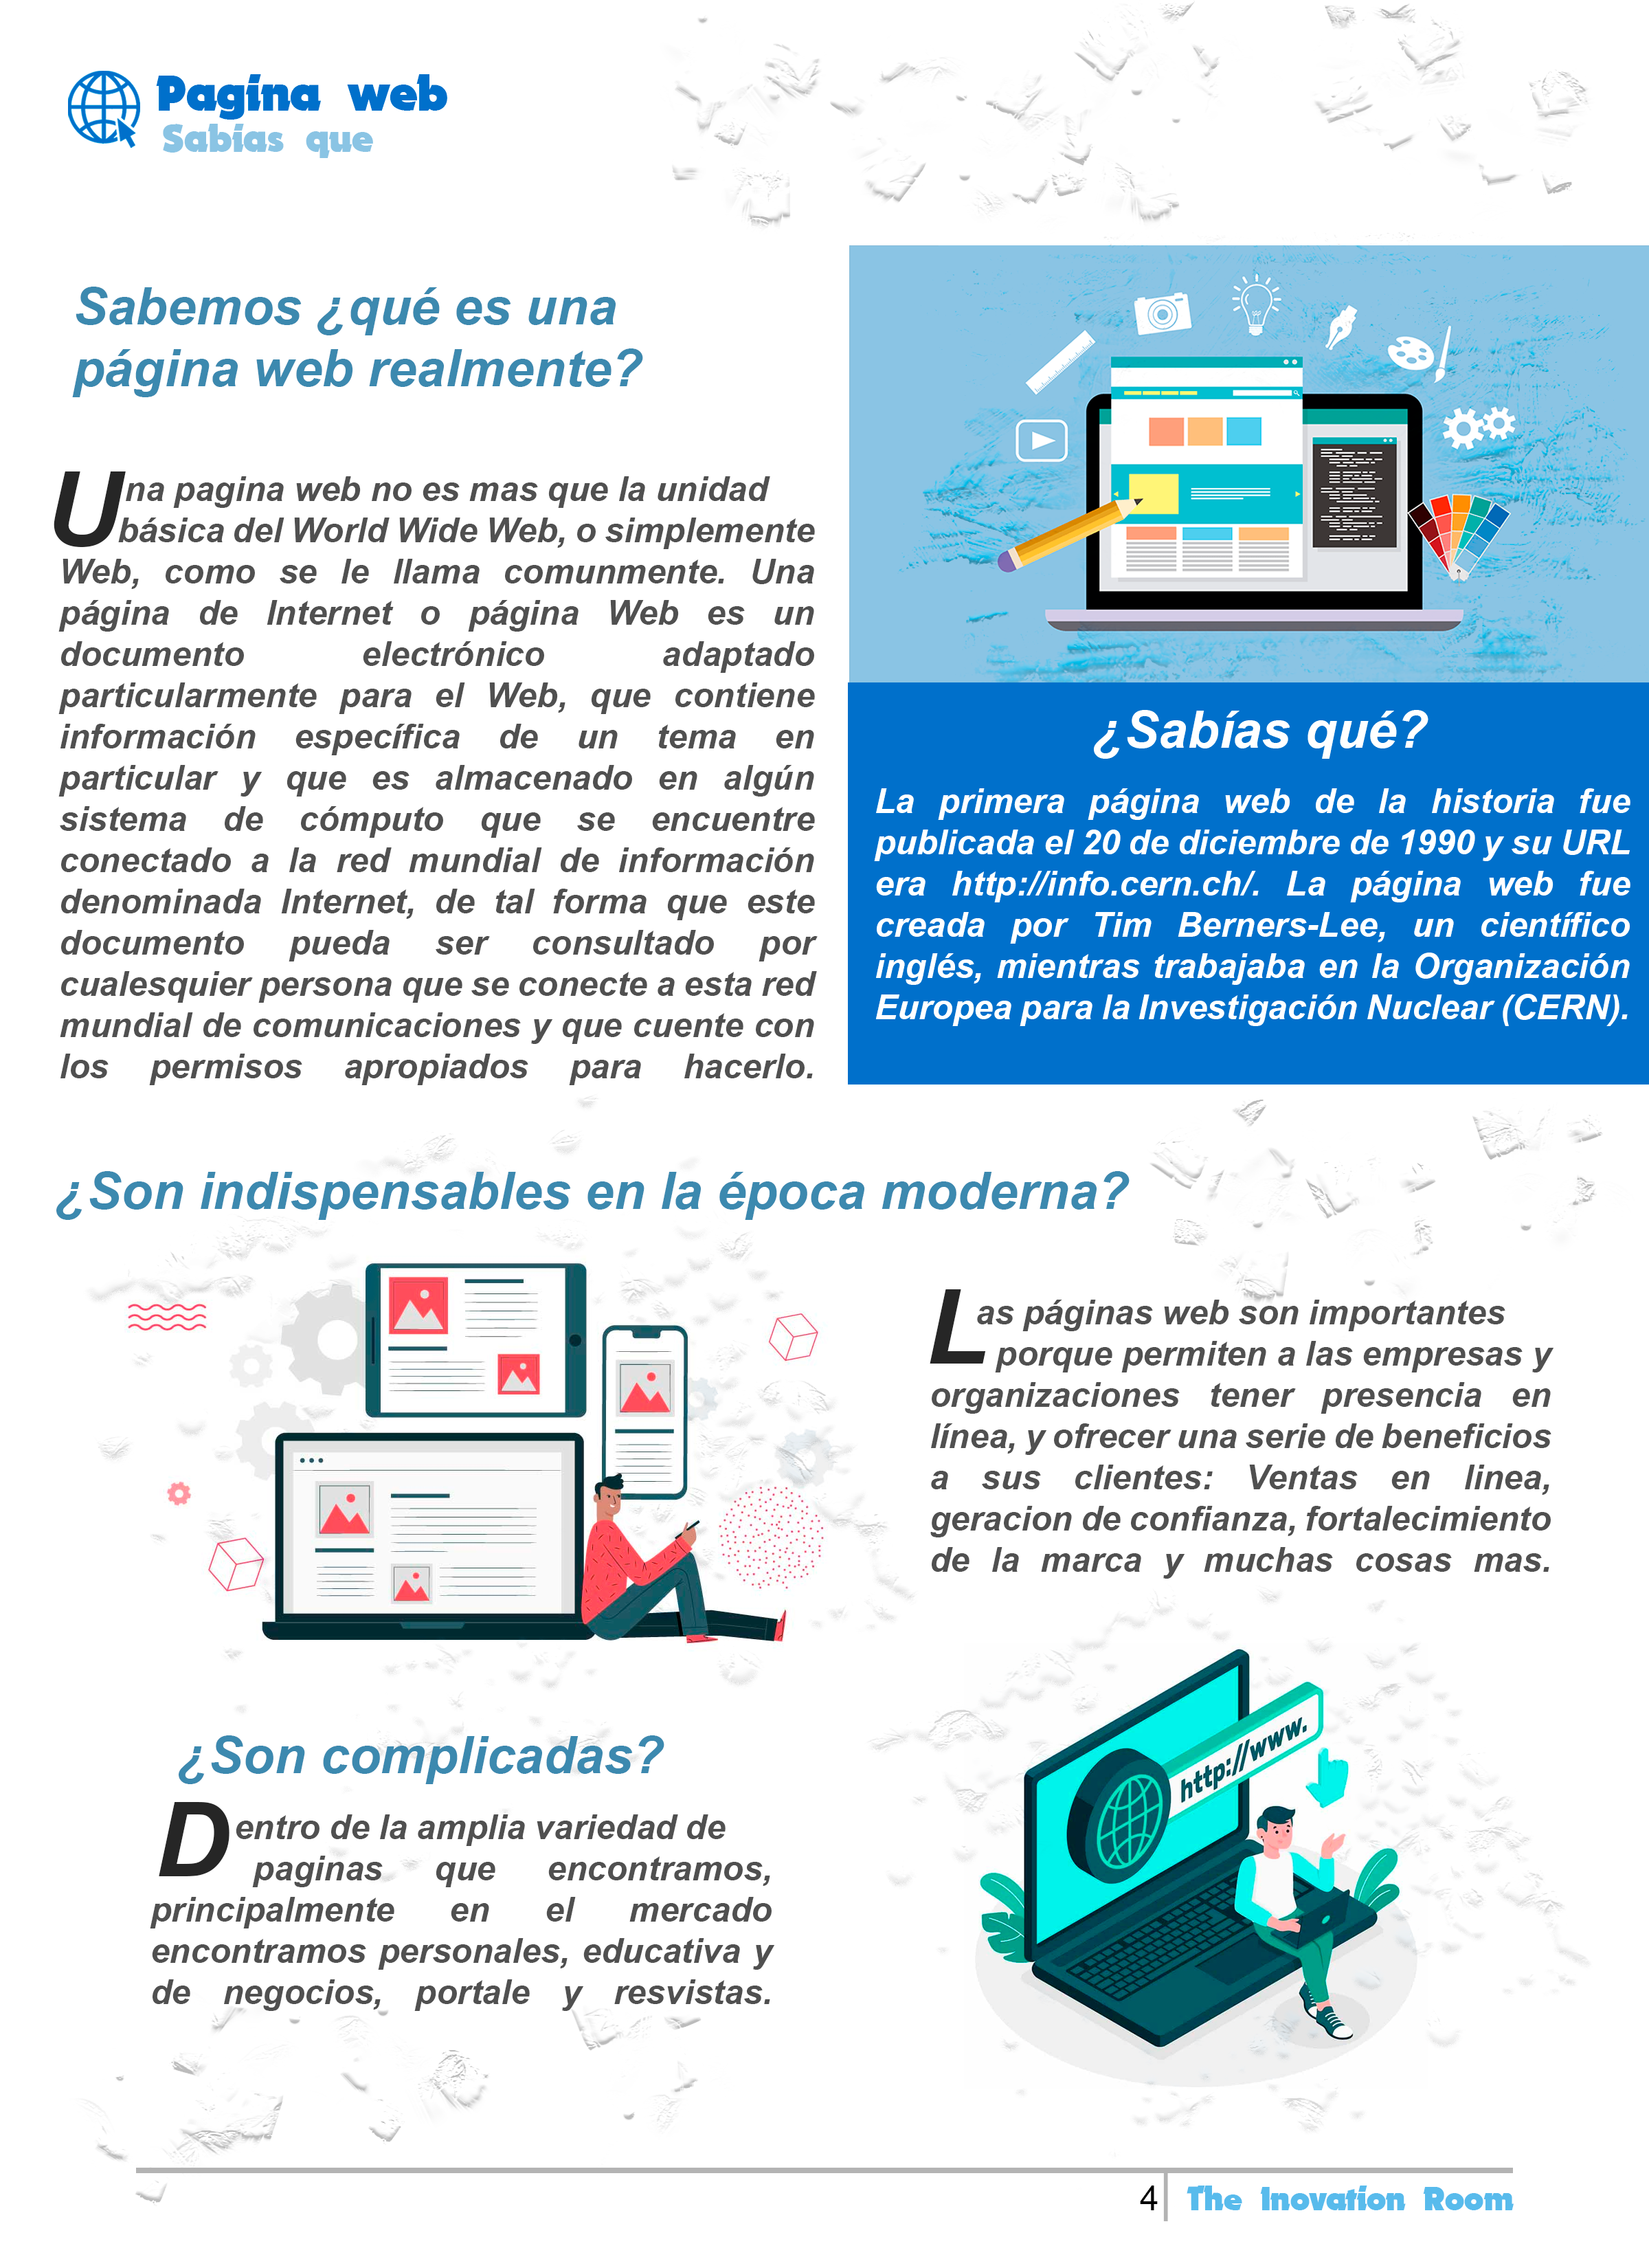 Pagina web
Sabias que
Sabemos ¿qué es una
página web realmente?
Una pagina web no es mas que la unidad
básica del World Wide Web, o simplemente
Web, como se le llama comunmente. Una
página de Internet o página Web es un
documento electrónico adaptado
particularmente para el Web, que contiene
información específica de un tema en
particular y que es almacenado en algún
sistema de cómputo que se encuentre
conectado a la red mundial de información
denominada Internet, de tal forma que este
documento pueda ser consultado por
cualesquier persona que se conecte a esta red
mundial de comunicaciones y que cuente con
los permisos apropiados para hacerlo.
¿Sabías qué?
La primera página web de la historia fue
publicada el 20 de diciembre de 1990 y su URL
era http://info.cern.ch/. La página web fue
creada por Tim Berners-Lee, un científico
inglés, mientras trabajaba en la Organización
Europea para la Investigación Nuclear (CERN).
¿Son indispensables en la época moderna?
Las páginas web son importantes
porque permiten a las empresas y
organizaciones tener presencia en
línea, y ofrecer una serie de beneficios
a sus clientes: Ventas en linea,
geracion de confianza, fortalecimiento
de la marca y muchas cosas mas.
http://www.
¿Son complicadas?
Dentro de la amplia variedad de
paginas que encontramos,
principalmente en el mercado
encontramos personales, educativa y
de negocios, portale y resvistas.
4
The Inovation Room